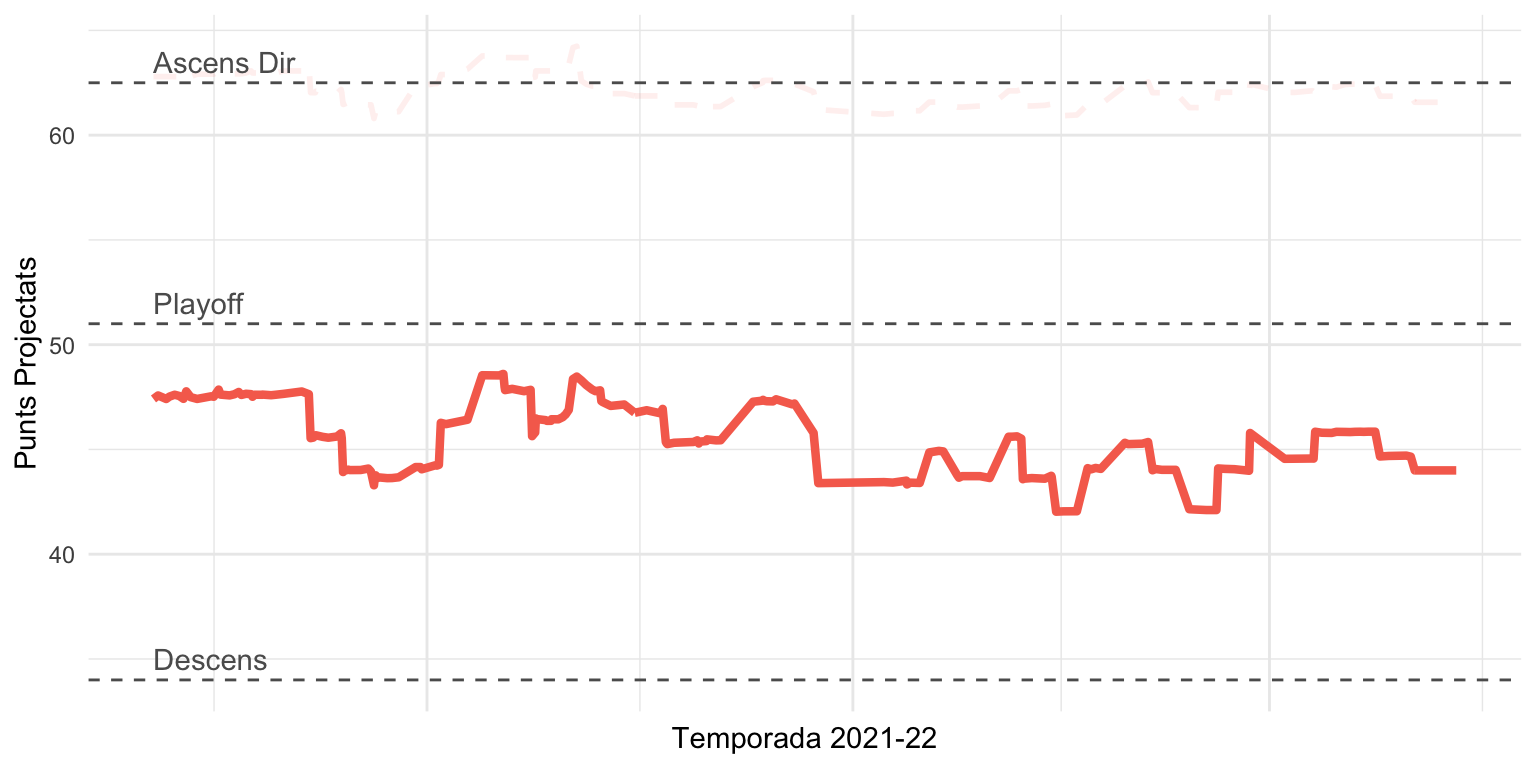 Ascens Dir
60
Playoff
50
Punts Projectats
40
Descens
Temporada 2021-22